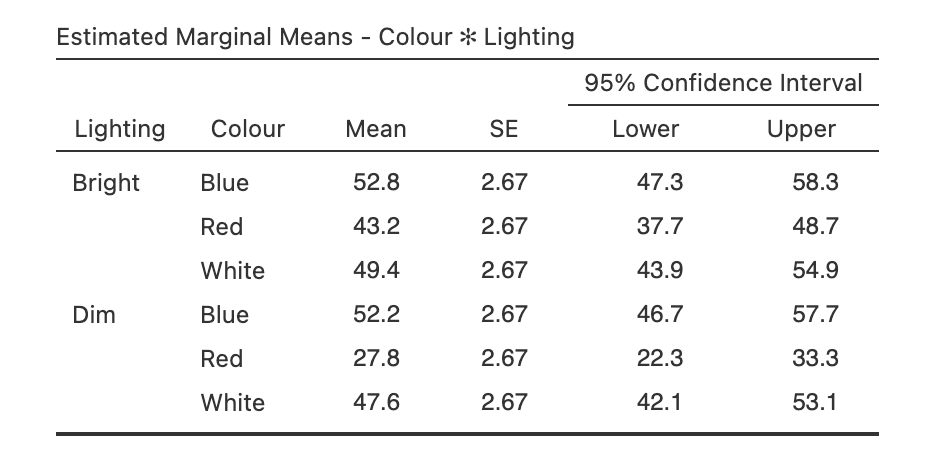 Estimated Marginal Means - Colour ✻ Lighting
95% Confidence Interval
Lighting Colour Mean SE Lower Upper
Bright Blue 52.8 2.67 47.3 58.3
Red 43.2 2.67 37.7 48.7
White 49.4 2.67 43.9 54.9
Dim Blue 52.2 2.67 46.7 57.7
Red 27.8 2.67 22.3 33.3
White 47.6 2.67 42.1 53.1